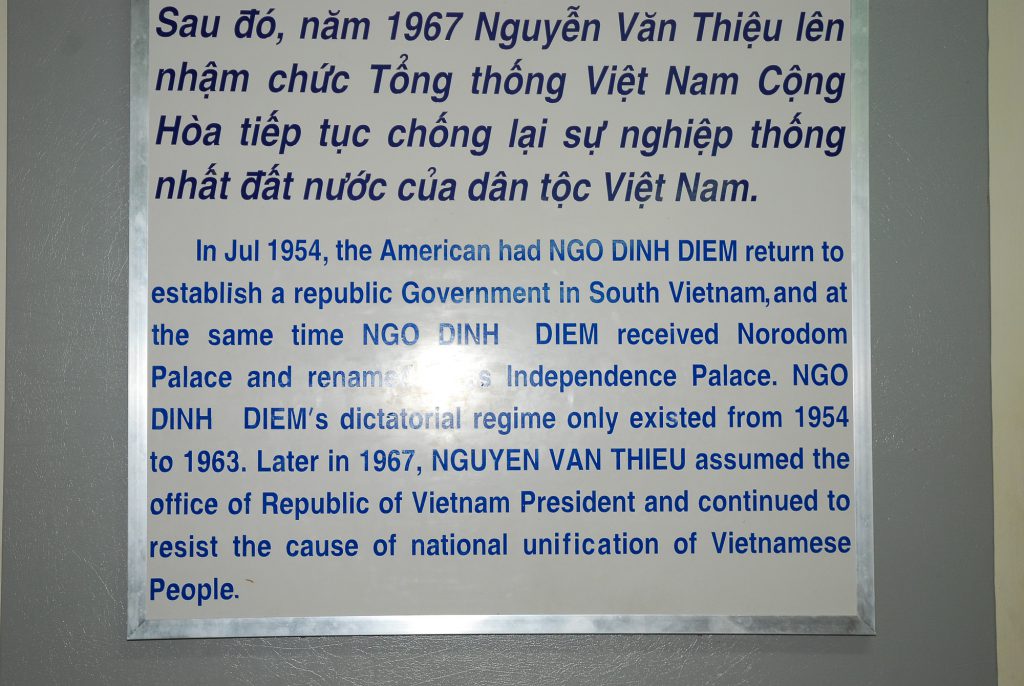 Sau đó, năm 1967 Nguyễn Văn Thiệu lên
nhậm chức Tổng thống Việt Nam Cộng
Hòa tiếp tục chống lại sự nghiệp thống
nhất đất nước của dân tộc Việt Nam.
In Jul 1954, the American had NGO DINH DIEM return to
establish a republic Government in South Vietnam,and at
the same time NGO DINH DIEM received Norodom
Palace and Independence Palace. NGO
DINH DIEM's dictatorial regime only existed from 1954
to 1963. Later in 1967, NGUYEN VAN THIEU assumed the
office of Republic of Vietnam President and continued to
resist the cause of national unification of Vietnamese
People.